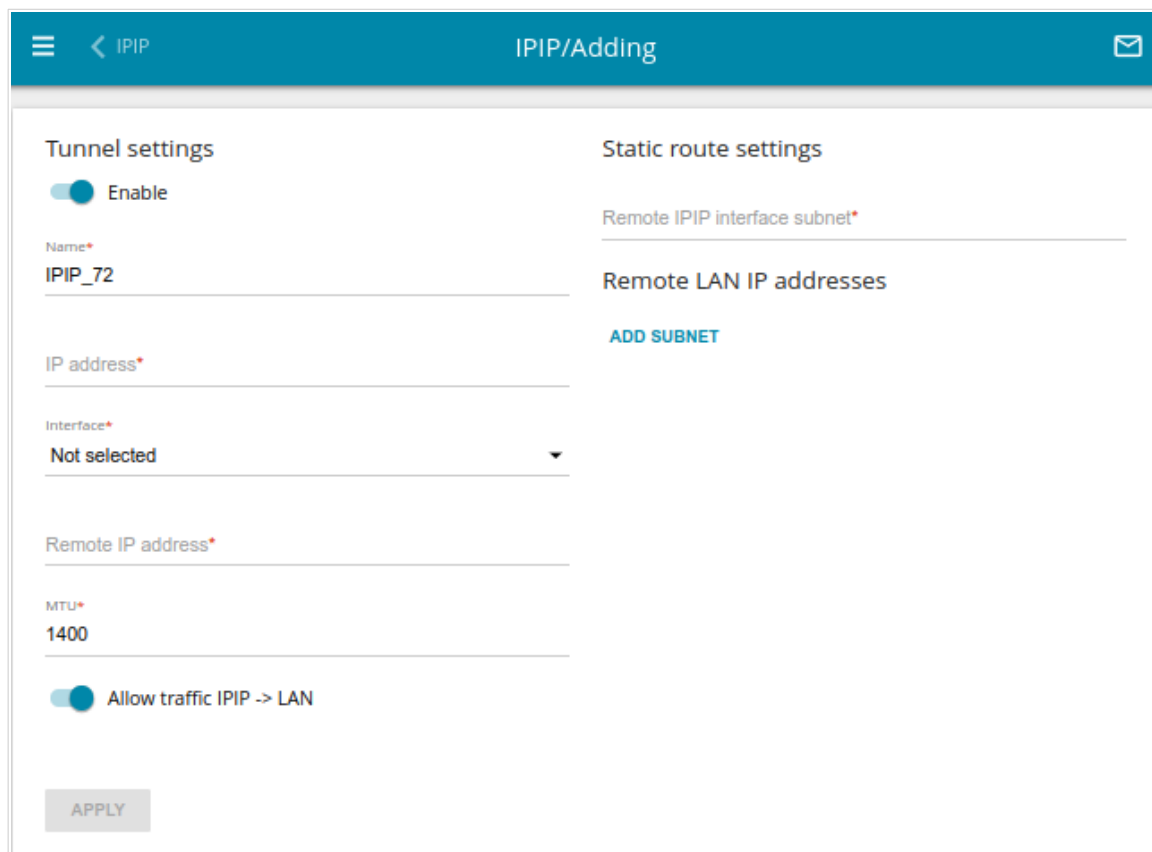 IPIP
IPIP/Adding
Tunnel settings
Enable
Name*
IPIP_72
IP address*
Interface*
Not selected
Remote IP address*
MTU*
1400
Allow traffic IPIP -> LAN
APPLY
Static route settings
Remote IPIP interface subnet*
Remote LAN IP addresses
ADD SUBNET